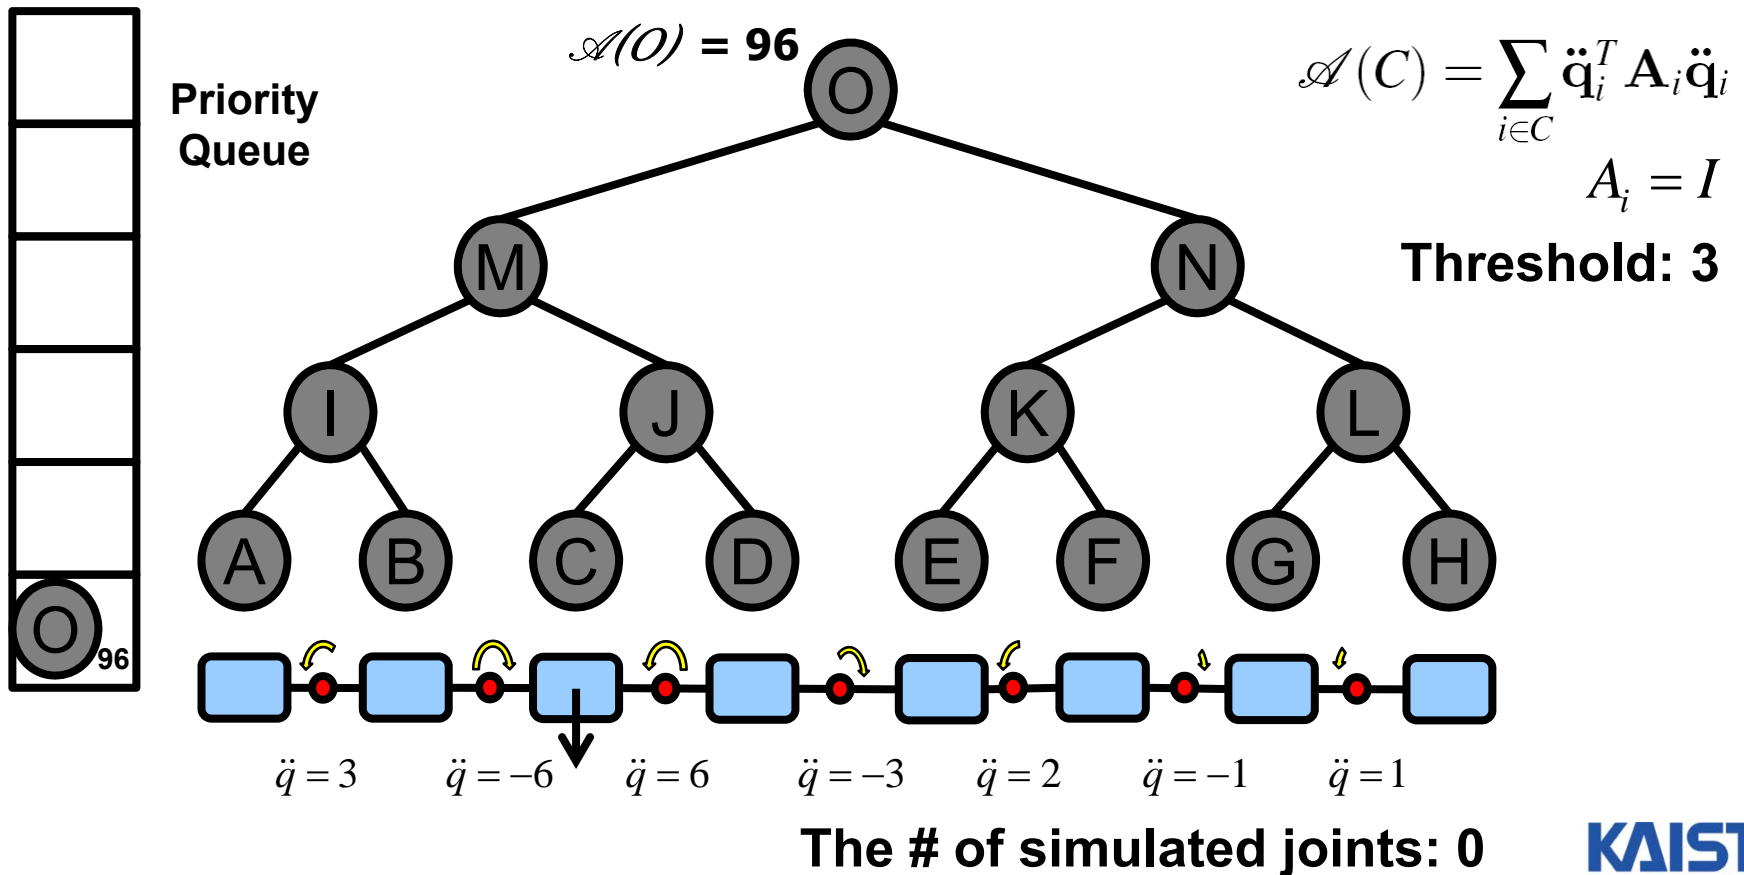 𝒜(O) = 96
Priority
Queue
𝒜(C) = ∑_{i∈C} q̈ᵢᵀ Aᵢ q̈ᵢ
Aᵢ = I
Threshold: 3
O
M
N
I
J
K
L
A
B
C
D
E
F
G
H
O 96
q̈ = 3
q̈ = −6
q̈ = 6
q̈ = −3
q̈ = 2
q̈ = −1
q̈ = 1
The # of simulated joints: 0
KAIST